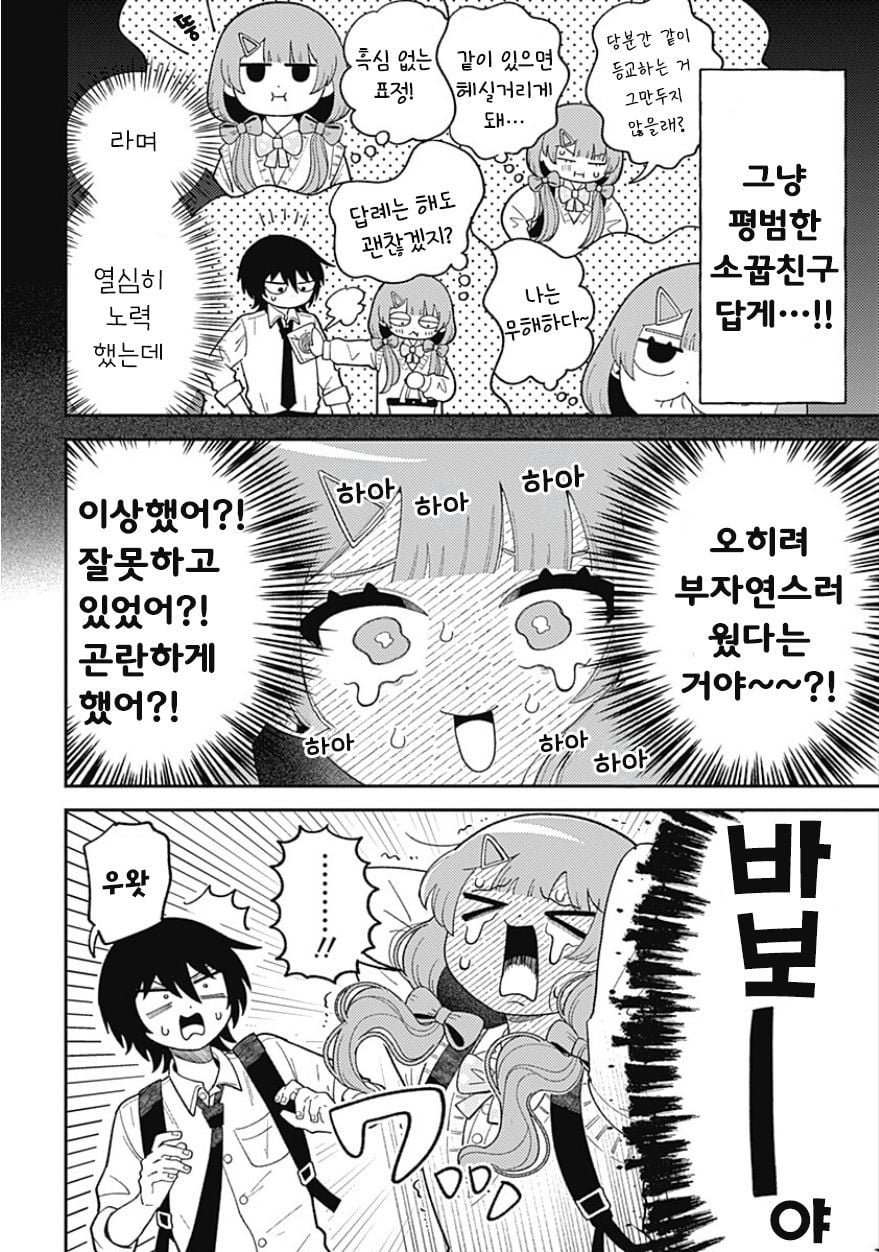 그냥
평범한
소꿉친구
답게…!!
당분간 같이
등교하는 거
그만두지
않을래?
같이 있으면
헤실거리게
돼…
흑심 없는
표정!
뚱
나는
무해하다~
답례는 해도
괜찮겠지?
라며
열심히
노력
했는데
오히려
부자연스러
웠다는
거야~~?!
하아
하아
하아
하아
하아
하아
이상했어?!
잘못하고
있었어?!
곤란하게
했어?!
바
보
ㅡ
야
……!!
우왓
ワッ